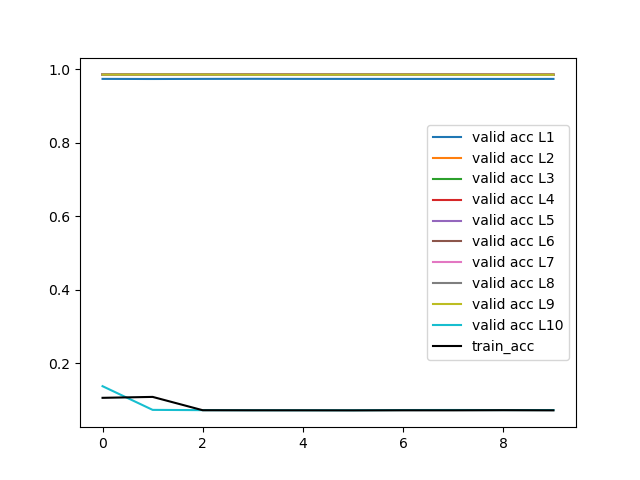 1.0
0.8
0.6
0.4
0.2
0 2 4 6 8
valid acc L1
valid acc L2
valid acc L3
valid acc L4
valid acc L5
valid acc L6
valid acc L7
valid acc L8
valid acc L9
valid acc L10
train_acc